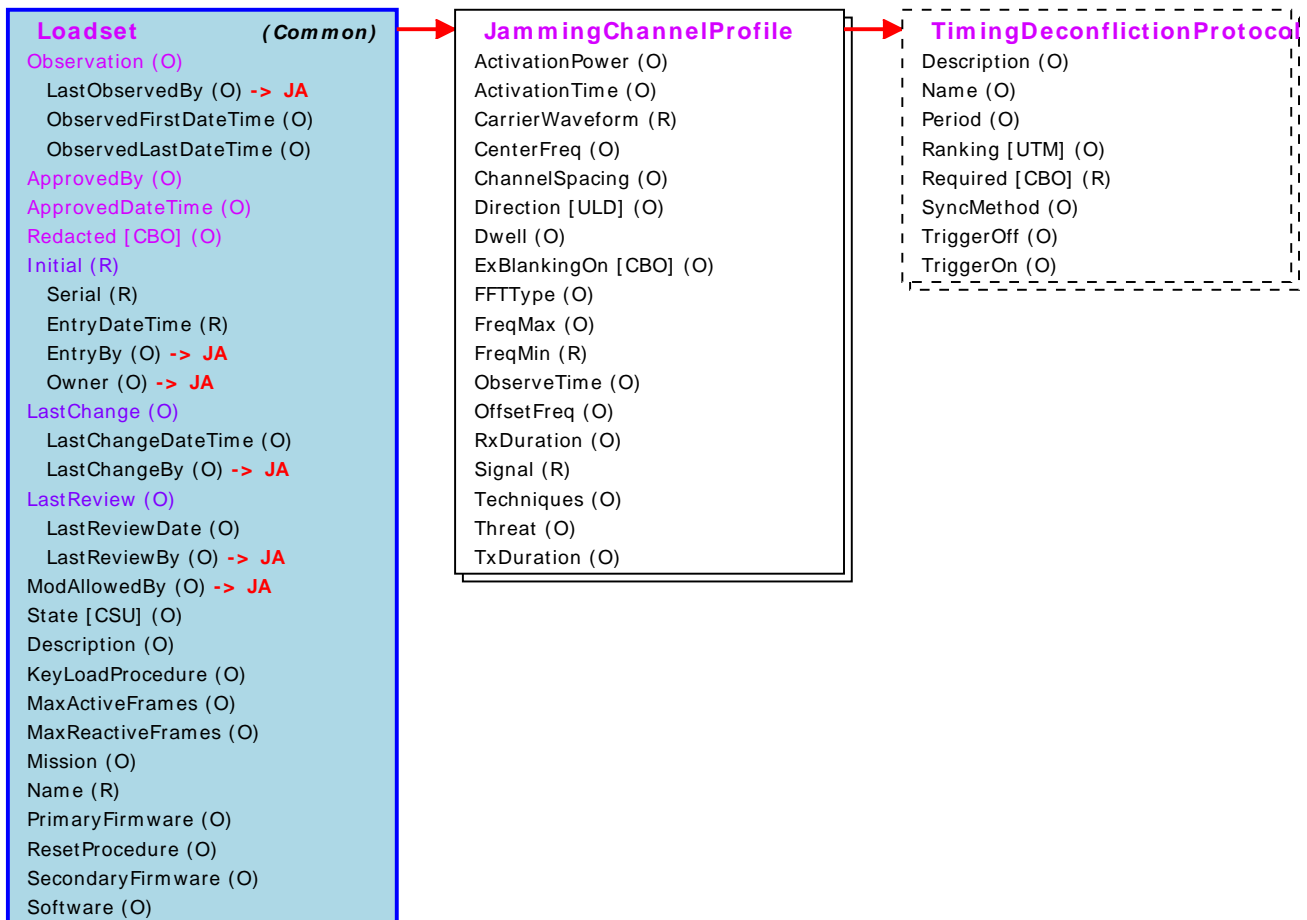 Loadset (Common)
Observation (O)
LastObservedBy (O) -> JA
ObservedFirstDateTime (O)
ObservedLastDateTime (O)
ApprovedBy (O)
ApprovedDateTime (O)
Redacted [CBO] (O)
Initial (R)
Serial (R)
EntryDateTime (R)
EntryBy (O) -> JA
Owner (O) -> JA
LastChange (O)
LastChangeDateTime (O)
LastChangeBy (O) -> JA
LastReview (O)
LastReviewDate (O)
LastReviewBy (O) -> JA
ModAllowedBy (O) -> JA
State [CSU] (O)
Description (O)
KeyLoadProcedure (O)
MaxActiveFrames (O)
MaxReactiveFrames (O)
Mission (O)
Name (R)
PrimaryFirmware (O)
ResetProcedure (O)
SecondaryFirmware (O)
Software (O)
JammingChannelProfile
ActivationPower (O)
ActivationTime (O)
CarrierWaveform (R)
CenterFreq (O)
ChannelSpacing (O)
Direction [ULD] (O)
Dwell (O)
ExBlankingOn [CBO] (O)
FFTType (O)
FreqMax (O)
FreqMin (R)
ObserveTime (O)
OffsetFreq (O)
RxDuration (O)
Signal (R)
Techniques (O)
Threat (O)
TxDuration (O)
TimingDeconflictionProtocol
Description (O)
Name (O)
Period (O)
Ranking [UTM] (O)
Required [CBO] (R)
SyncMethod (O)
TriggerOff (O)
TriggerOn (O)